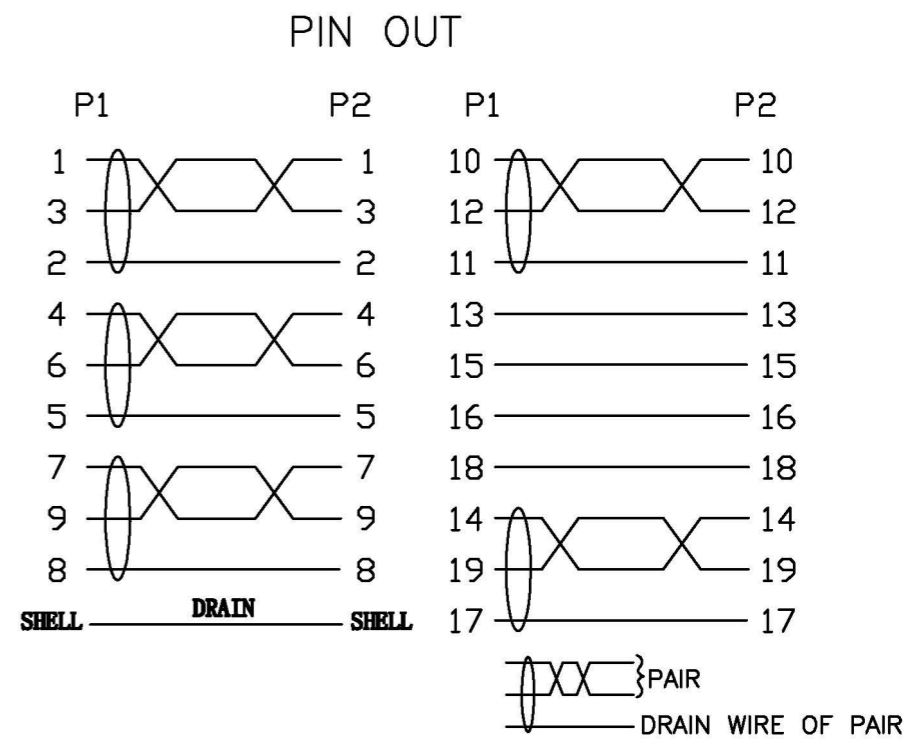 PIN OUT
P1 P2 P1 P2
1 1 10 10
3 3 12 12
2 2 11 11
4 4 13 13
6 6 15 15
5 5 16 16
7 7 18 18
9 9 14 14
8 8 19 19
SHELL DRAIN SHELL 17 17
PAIR
DRAIN WIRE OF PAIR